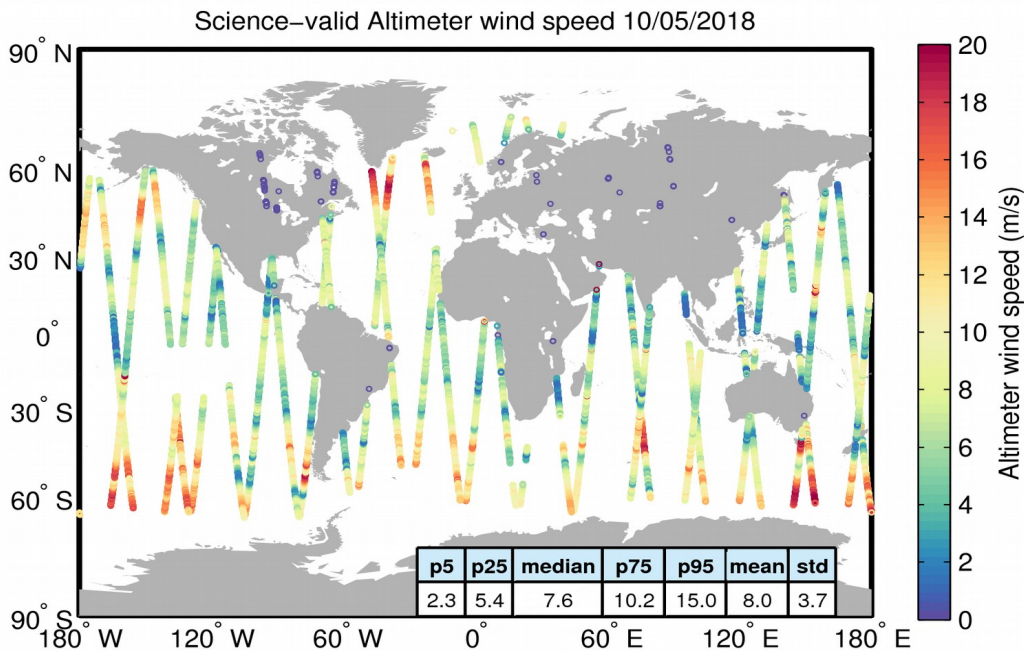 Science−valid Altimeter wind speed 10/05/2018
90° N
60° N
30° N
0°
30° S
60° S
90° S
180° W
120° W
60° W
0°
60° E
120° E
180° E
p5 p25 median p75 p95 mean std
2.3 5.4 7.6 10.2 15.0 8.0 3.7
20
18
16
14
12
10
8
6
4
2
0
Altimeter wind speed (m/s)